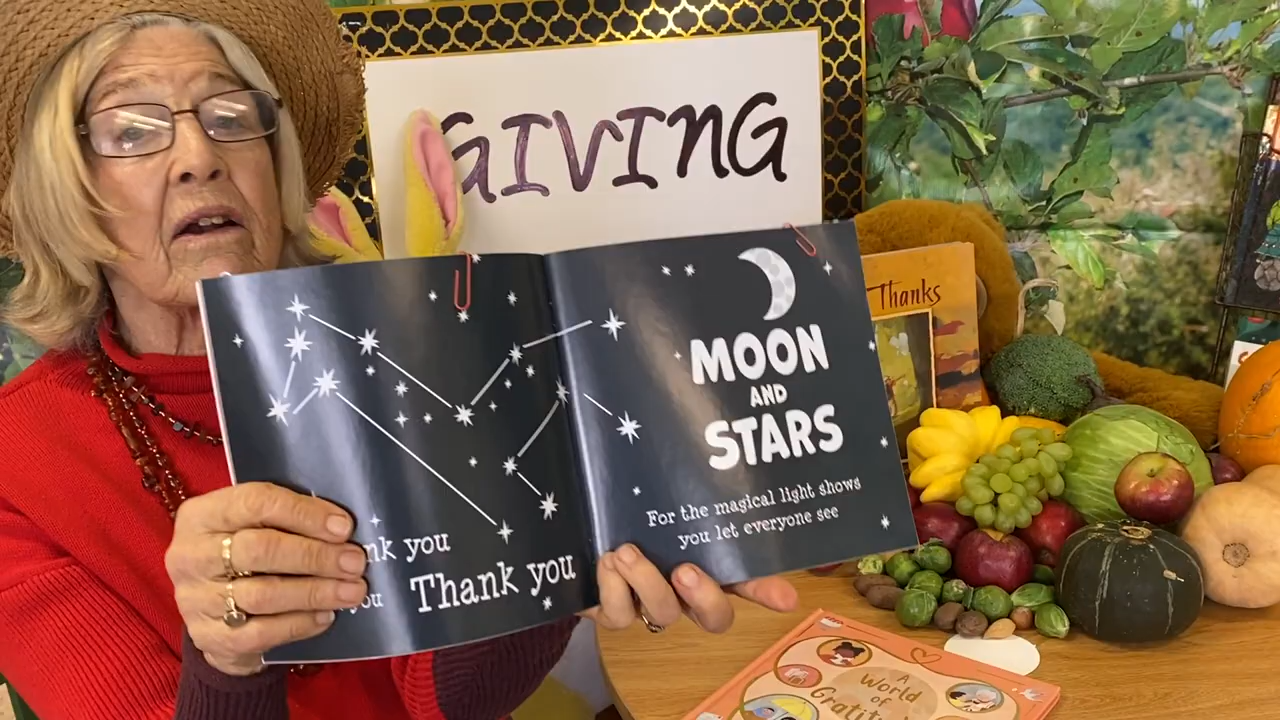 GIVING
Thanks
nk you
you Thank you
MOON
AND
STARS
For the magical light shows
you let everyone see
A
World
of